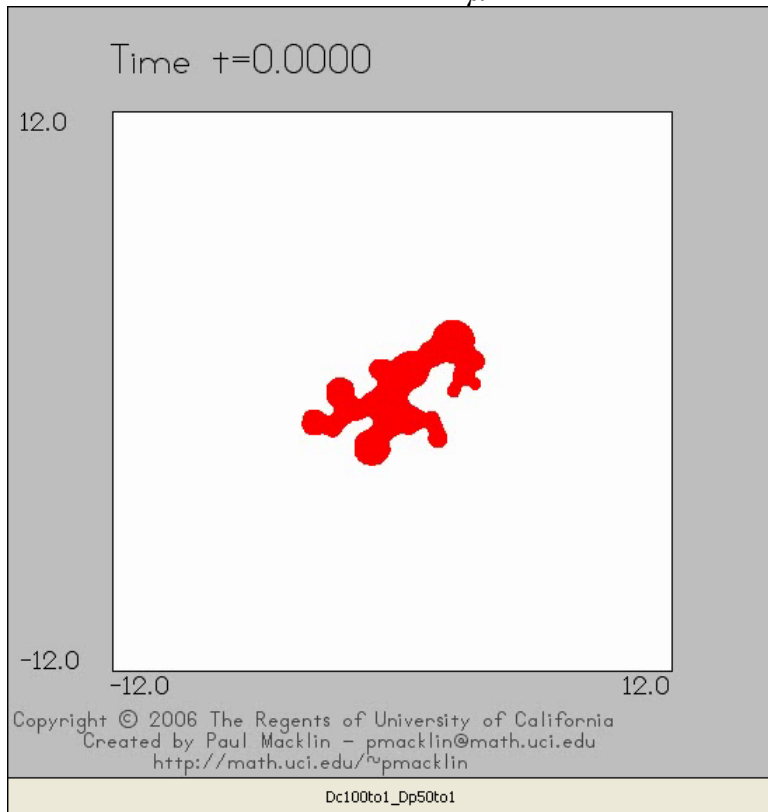 μ
Time t=0.0000
12.0
-12.0
-12.0 12.0
Copyright © 2006 The Regents of University of California
Created by Paul Macklin - pmacklin@math.uci.edu
http://math.uci.edu/~pmacklin
Dc100to1_Dp50to1